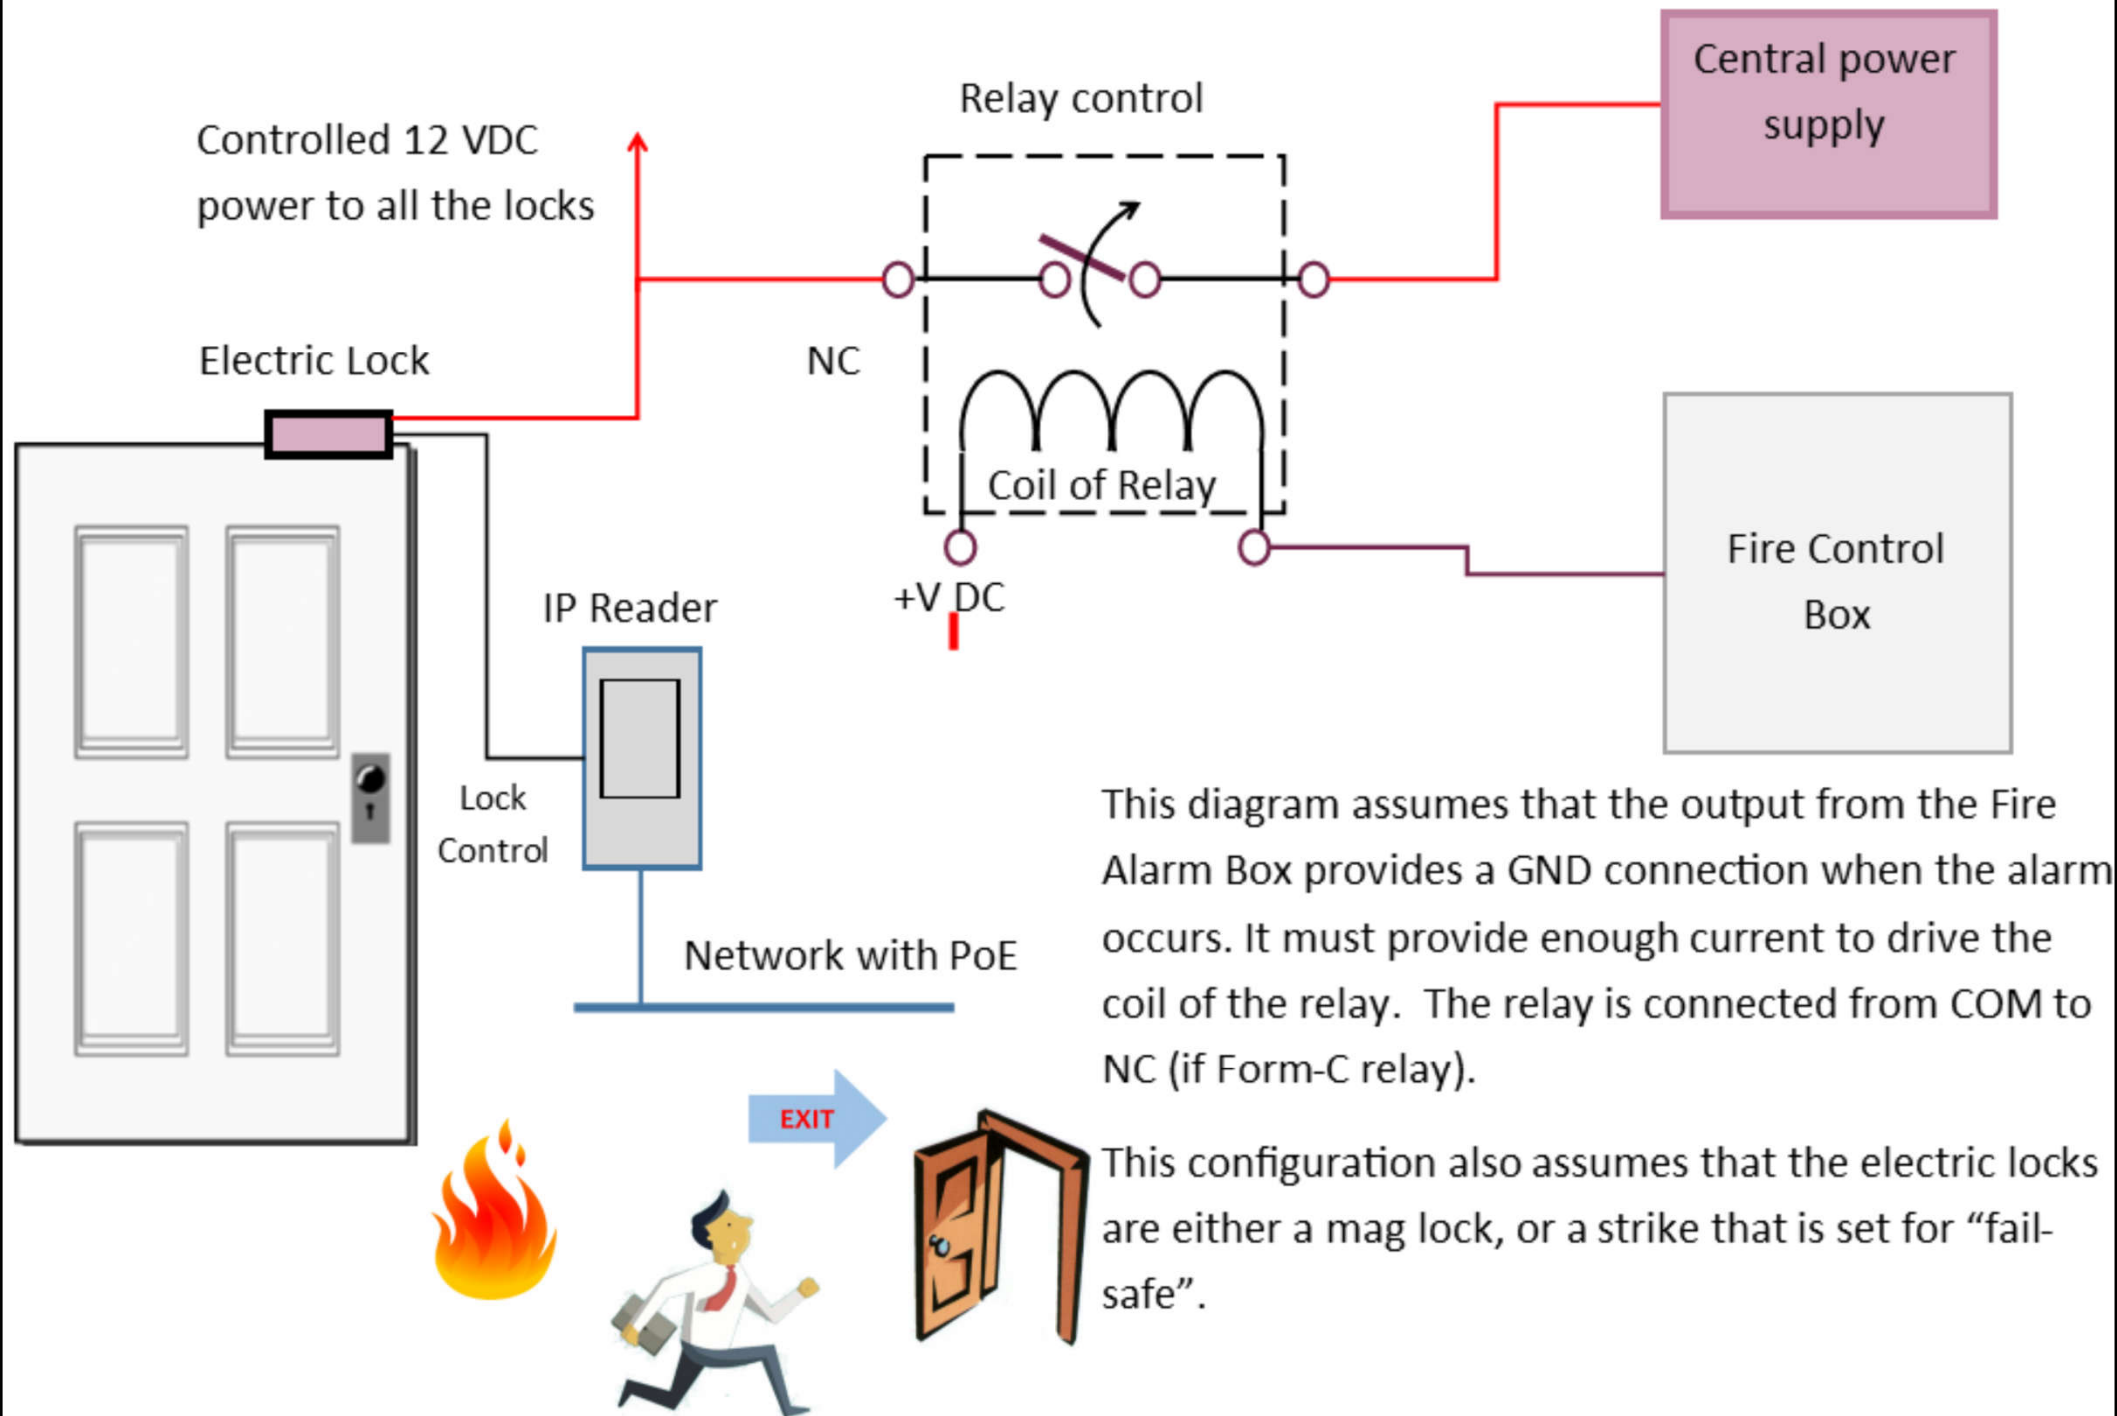 Central power
supply
Relay control
Controlled 12 VDC
power to all the locks
Electric Lock
NC
Coil of Relay
+V DC
Fire Control
Box
IP Reader
Lock
Control
Network with PoE
This diagram assumes that the output from the Fire
Alarm Box provides a GND connection when the alarm
occurs. It must provide enough current to drive the
coil of the relay.  The relay is connected from COM to
NC (if Form-C relay).
EXIT
This configuration also assumes that the electric locks
are either a mag lock, or a strike that is set for “fail-
safe”.